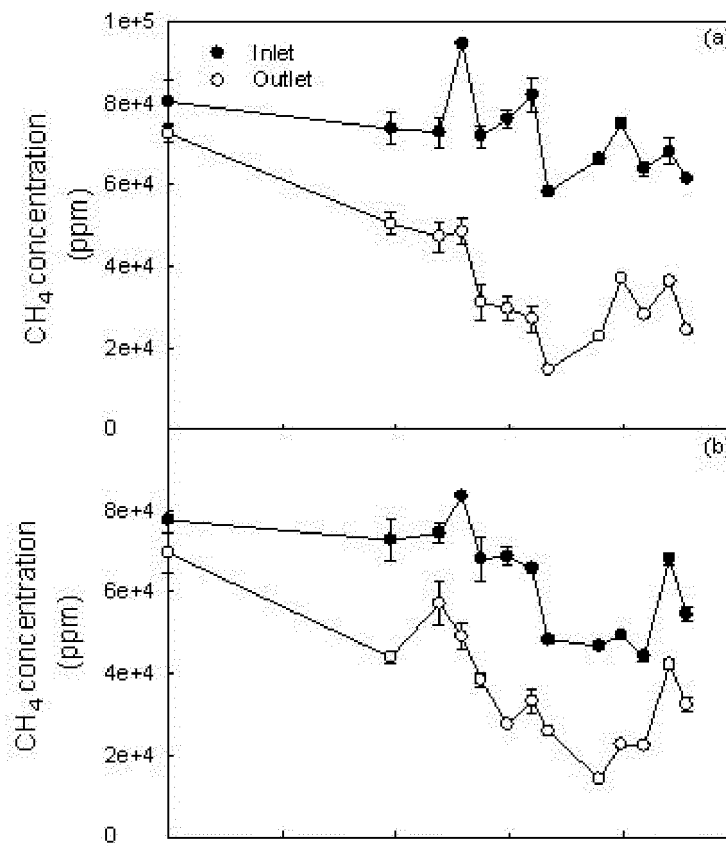 1e+5
(a)
Inlet
Outlet
8e+4
6e+4
4e+4
2e+4
0
CH₄ concentration
(ppm)
(b)
8e+4
6e+4
4e+4
2e+4
0
CH₄ concentration
(ppm)